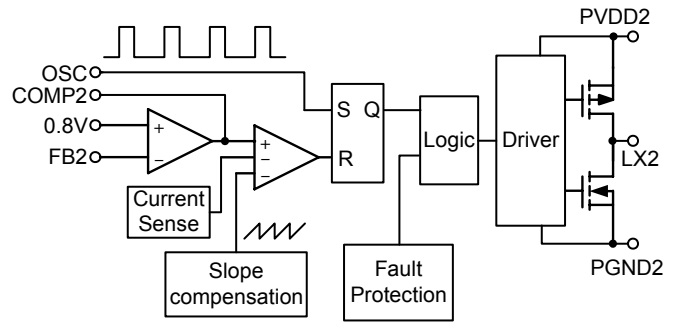 PVDD2
OSC
COMP2
0.8V
+
−
FB2
+
−
−
S Q
R
Logic
Driver
LX2
Current
Sense
Slope
compensation
Fault
Protection
PGND2